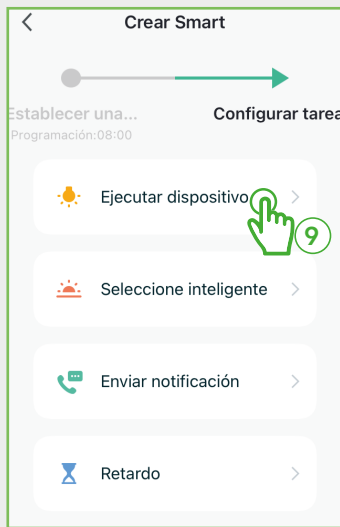 Crear Smart
Establecer una...
Configurar tarea
Programación:08:00
Ejecutar dispositivo
9
Seleccione inteligente
Enviar notificación
Retardo